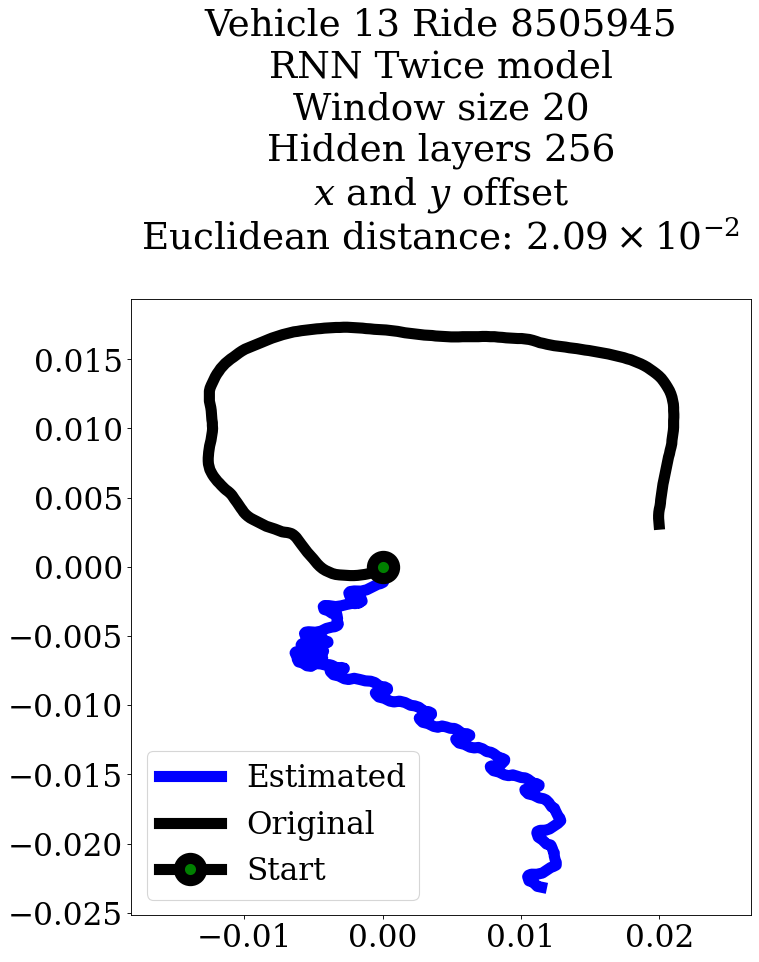 Vehicle 13 Ride 8505945
RNN Twice model
Window size 20
Hidden layers 256
x and y offset
Euclidean distance: 2.09 × 10⁻²
0.015
0.010
0.005
0.000
−0.005
−0.010
−0.015
−0.020
−0.025
Estimated
Original
Start
−0.01 0.00 0.01 0.02